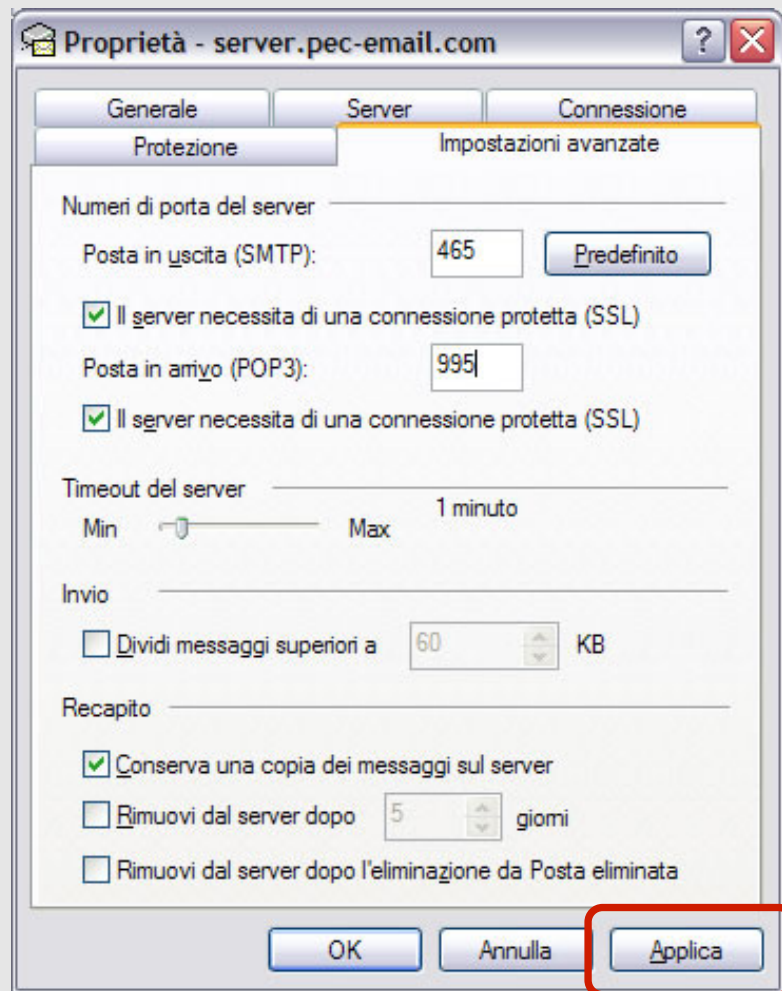 Proprietà - server.pec-email.com
Generale Server Connessione
Protezione Impostazioni avanzate
Numeri di porta del server
Posta in uscita (SMTP): 465 Predefinito
Il server necessita di una connessione protetta (SSL)
Posta in arrivo (POP3): 995
Il server necessita di una connessione protetta (SSL)
Timeout del server
Min Max 1 minuto
Invio
Dividi messaggi superiori a 60 KB
Recapito
Conserva una copia dei messaggi sul server
Rimuovi dal server dopo 5 giorni
Rimuovi dal server dopo l'eliminazione da Posta eliminata
OK Annulla Applica